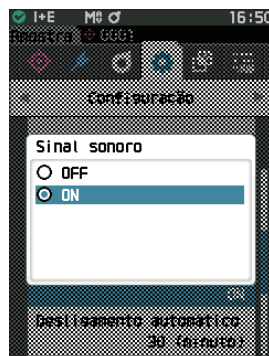 I+E M0 16:50
Amostra 0001
Configuração
Sinal sonoro
OFF
ON
ON
Desligamento automático
30 (minuto)